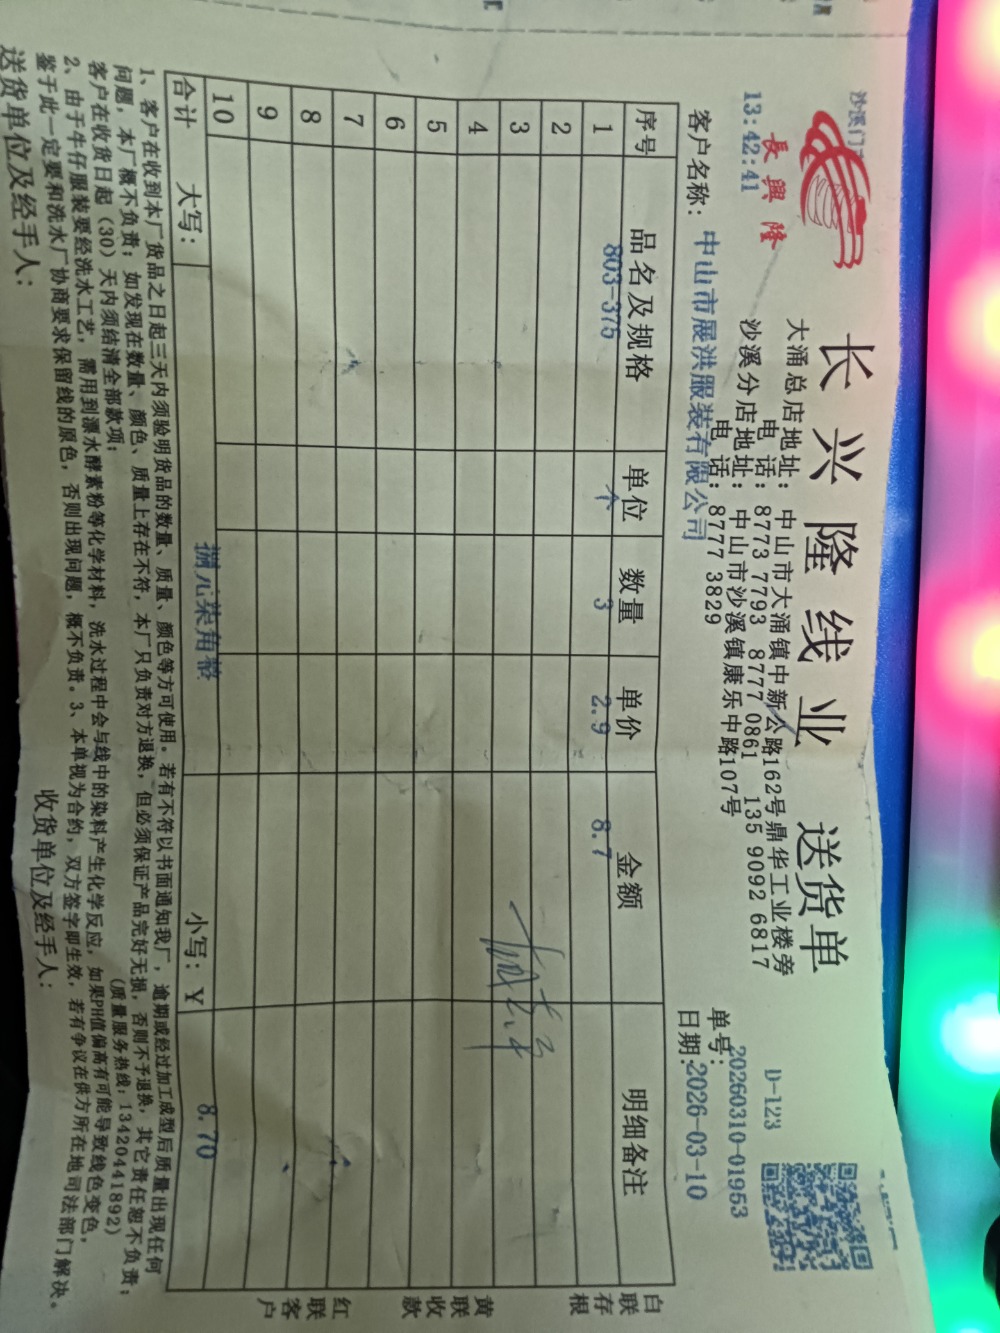 沙溪门
13:42:41
長興隆
长兴隆线业 送货单
大涌总店地址：中山市大涌镇中新公路162号鼎华工业楼旁
电话：8773 7793 8777 0861 135 9092 6817
沙溪分店地址：中山市沙溪镇康乐中路107号
电话：8777 3829
D-123
单号：20260310-01953
客户名称：中山市晟洪服装有限公司
日期：2026-03-10
序号 品名及规格 单位 数量 单价 金额 明细备注
1 803-375 个 3 2.9 8.7
2
3
4
5
6
7
8
9
10
合计 大写：捌元柒角整 小写：￥ 8.70
1、客户在收到本厂货品之日起三天内须验明货品的数量、质量、颜色等方可使用。若有不符以书面通知我厂，逾期或经过加工成型后质量出现任何
问题，本厂概不负责；如发现在数量、颜色、质量上存在不符，本厂只负责对方退换，但必须保证产品完好无损，否则不予退换，其它责任恕不负责；
客户在收货日起（30）天内须结清全部款项； （质量服务热线：13420441892）
2、由于牛仔服装要经洗水工艺，需用到漂水酵素粉等化学材料，洗水过程中会与线中的染料产生化学反应，如果PH值偏高有可能导致线色变色，
鉴于此一定要和洗水厂协商要求保留线的原色，否则出现问题，概不负责。3、本单视为合约，双方签字即生效，若有争议在供方所在地司法部门解决。
送货单位及经手人： 收货单位及经手人：
白联存根
黄联收款
红联客户